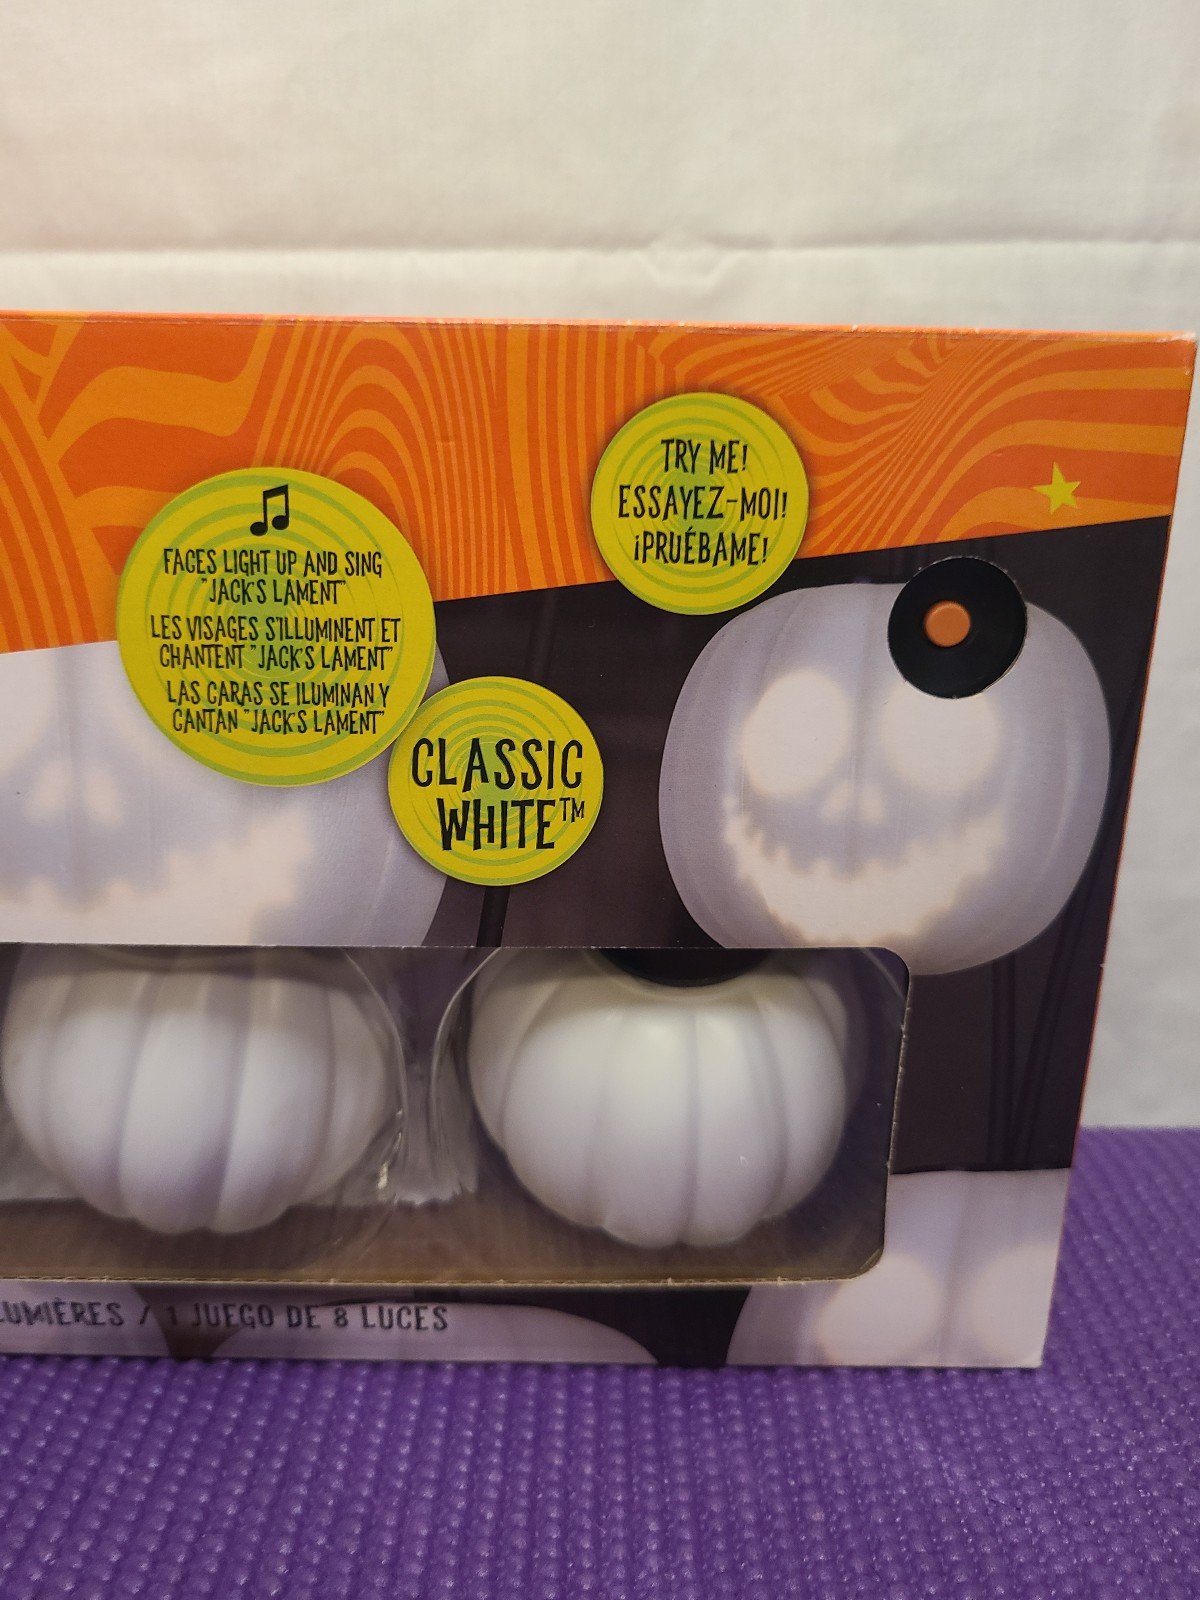 TRY ME!
ESSAYEZ-MOI!
¡PRUÉBAME!
FACES LIGHT UP AND SING
"JACK'S LAMENT"
LES VISAGES S'ILLUMINENT ET
CHANTENT "JACK'S LAMENT"
LAS CARAS SE ILUMINAN Y
CANTAN "JACK'S LAMENT"
CLASSIC
WHITE™
LUMIÈRES / 1 JUEGO DE 8 LUCES